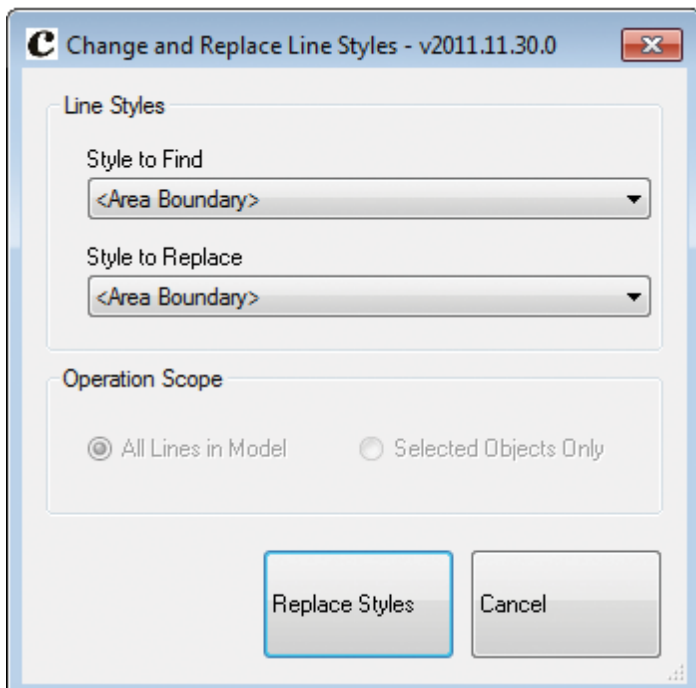 C Change and Replace Line Styles - v2011.11.30.0
Line Styles
Style to Find
<Area Boundary>
Style to Replace
<Area Boundary>
Operation Scope
All Lines in Model Selected Objects Only
Replace Styles Cancel